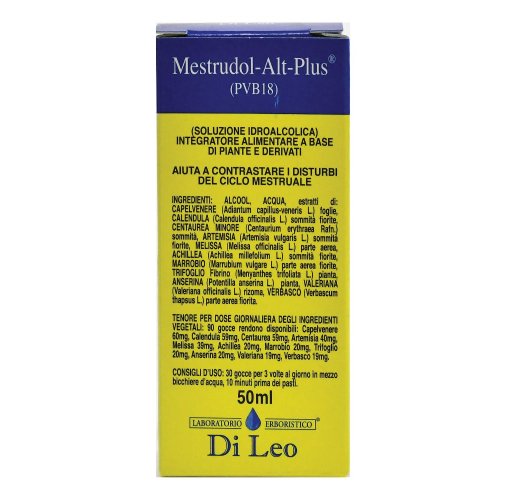 Mestrudol-Alt-Plus®
(PVB18)
(SOLUZIONE IDROALCOLICA)
INTEGRATORE ALIMENTARE A BASE
DI PIANTE E DERIVATI
AIUTA A CONTRASTARE I DISTURBI
DEL CICLO MESTRUALE
INGREDIENTI: ALCOOL, ACQUA, estratti di:
CAPELVENERE (Adiantum capillus-veneris L.) foglie,
CALENDULA (Calendula officinalis L.) sommità fiorite,
CENTAUREA MINORE (Centaurium erythraea Rafn.)
sommità, ARTEMISIA (Artemisia vulgaris L.) sommità
fiorite, MELISSA (Melissa officinalis L.) parte aerea,
ACHILLEA (Achillea millefolium L.) sommità fiorite,
MARROBIO (Marrubium vulgare L.) parte aerea fiorite,
TRIFOGLIO Fibrino (Menyanthes trifoliata L.) pianta,
ANSERINA (Potentilla anserina L.) pianta, VALERIANA
(Valeriana officinalis L.) rizoma, VERBASCO (Verbascum
thapsus L.) parte aerea fiorita.
TENORE PER DOSE GIORNALIERA DEGLI INGREDIENTI
VEGETALI: 90 gocce rendono disponibili: Capelvenere
60mg, Calendula 59mg, Centaurea 59mg, Artemisia 40mg,
Melissa 39mg, Achillea 20mg, Marrobio 20mg, Trifoglio
20mg, Anserina 20mg, Valeriana 19mg, Verbasco 19mg.
CONSIGLI D'USO: 30 gocce per 3 volte al giorno in mezzo
bicchiere d'acqua, 10 minuti prima dei pasti.
50ml
LABORATORIO ERBORISTICO®
Di Leo